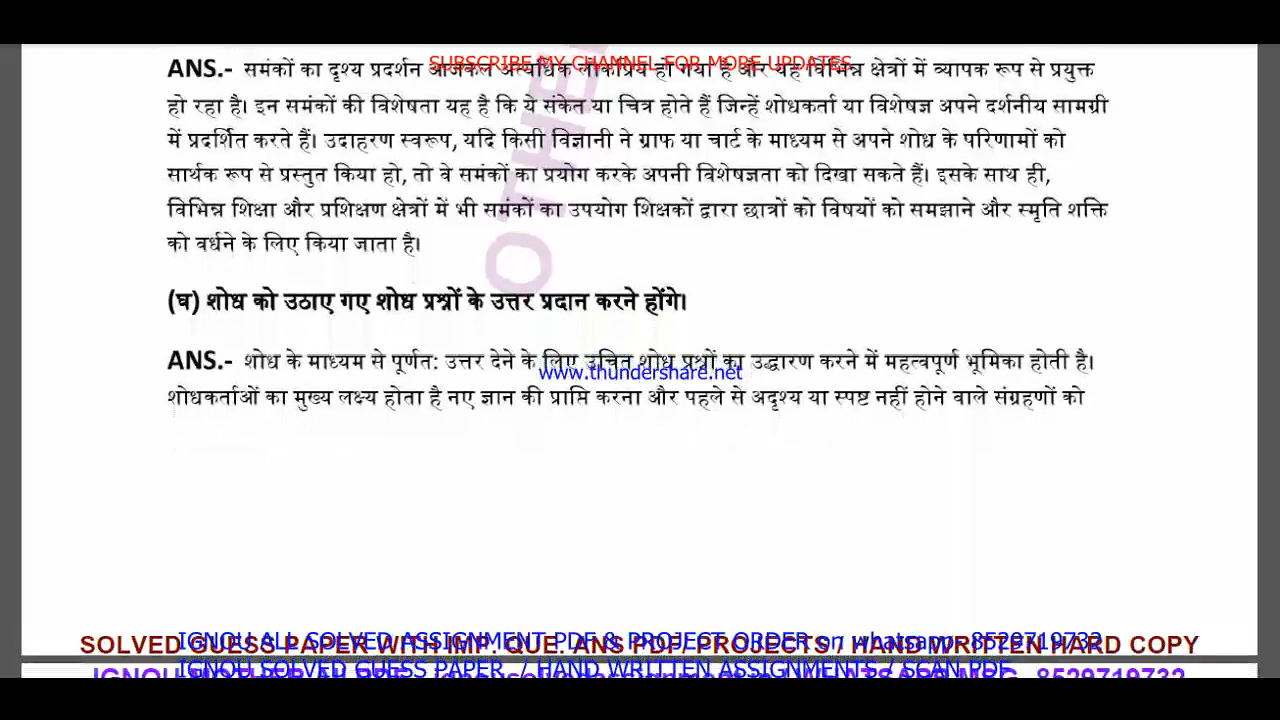 SUBSCRIBE MY CHANNEL FOR MORE UPDATES
ANS.- समंकों का दृश्य प्रदर्शन आजकल अत्यधिक लोकप्रिय हो गया है और यह विभिन्न क्षेत्रों में व्यापक रूप से प्रयुक्त
हो रहा है। इन समंकों की विशेषता यह है कि ये संकेत या चित्र होते हैं जिन्हें शोधकर्ता या विशेषज्ञ अपने दर्शनीय सामग्री
में प्रदर्शित करते हैं। उदाहरण स्वरूप, यदि किसी विज्ञानी ने ग्राफ या चार्ट के माध्यम से अपने शोध के परिणामों को
सार्थक रूप से प्रस्तुत किया हो, तो वे समंकों का प्रयोग करके अपनी विशेषज्ञता को दिखा सकते हैं। इसके साथ ही,
विभिन्न शिक्षा और प्रशिक्षण क्षेत्रों में भी समंकों का उपयोग शिक्षकों द्वारा छात्रों को विषयों को समझाने और स्मृति शक्ति
को वर्धने के लिए किया जाता है।
OTHE
(घ) शोध को उठाए गए शोध प्रश्नों के उत्तर प्रदान करने होंगे।
ANS.- शोध के माध्यम से पूर्णत: उत्तर देने के लिए उचित शोध प्रश्नों का उद्धारण करने में महत्वपूर्ण भूमिका होती है।
www.thundershare.net
शोधकर्ताओं का मुख्य लक्ष्य होता है नए ज्ञान की प्राप्ति करना और पहले से अदृश्य या स्पष्ट नहीं होने वाले संग्रहणों को
SOLVED GUESS PAPER WITH IMP. QUE. ANS PDF/ PROJECTS / HAND WRITTEN HARD COPY
IGNOU ALL SOLVED ASSIGNMENT PDF & PROJECT ORDER on whatsapp- 8529719732
IGNOU SOLVED GUESS PAPER / HAND WRITTEN ASSIGNMENTS / SCAN PDF
8529719732